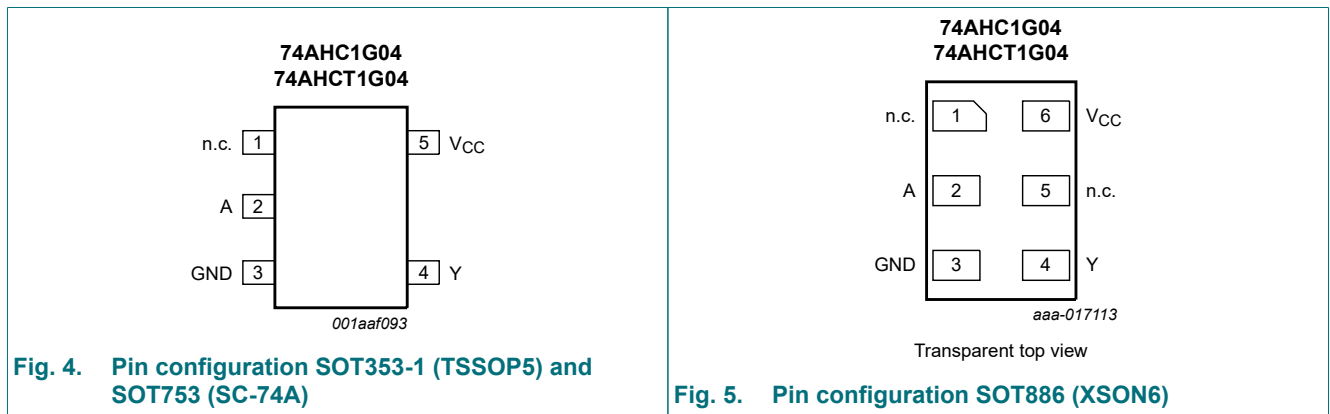 74AHC1G04
74AHCT1G04
n.c. 1
5 VCC
A 2
GND 3
4 Y
001aaf093
Fig. 4. Pin configuration SOT353-1 (TSSOP5) and
SOT753 (SC-74A)
74AHC1G04
74AHCT1G04
n.c. 1
6 VCC
A 2
5 n.c.
GND 3
4 Y
aaa-017113
Transparent top view
Fig. 5. Pin configuration SOT886 (XSON6)